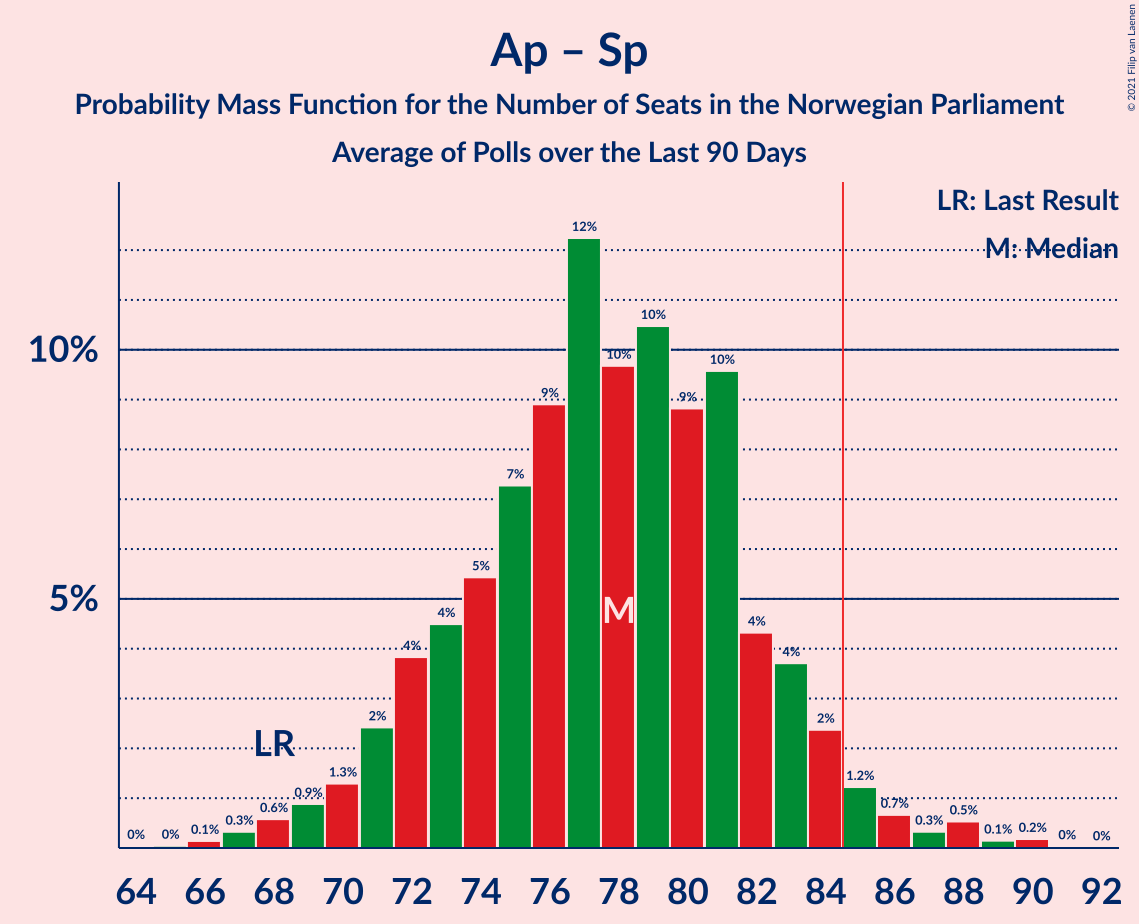 Ap – Sp
Probability Mass Function for the Number of Seats in the Norwegian Parliament
Average of Polls over the Last 90 Days
© 2021 Filip van Laenen
LR: Last Result
M: Median
10%
5%
0% 0% 0.1% 0.3% 0.6% 0.9% 1.3% 2% 4% 4% 5% 7% 9% 12% 10% 10% 9% 10% 4% 4% 2% 1.2% 0.7% 0.3% 0.5% 0.1% 0.2% 0% 0%
LR
M
64 66 68 70 72 74 76 78 80 82 84 86 88 90 92